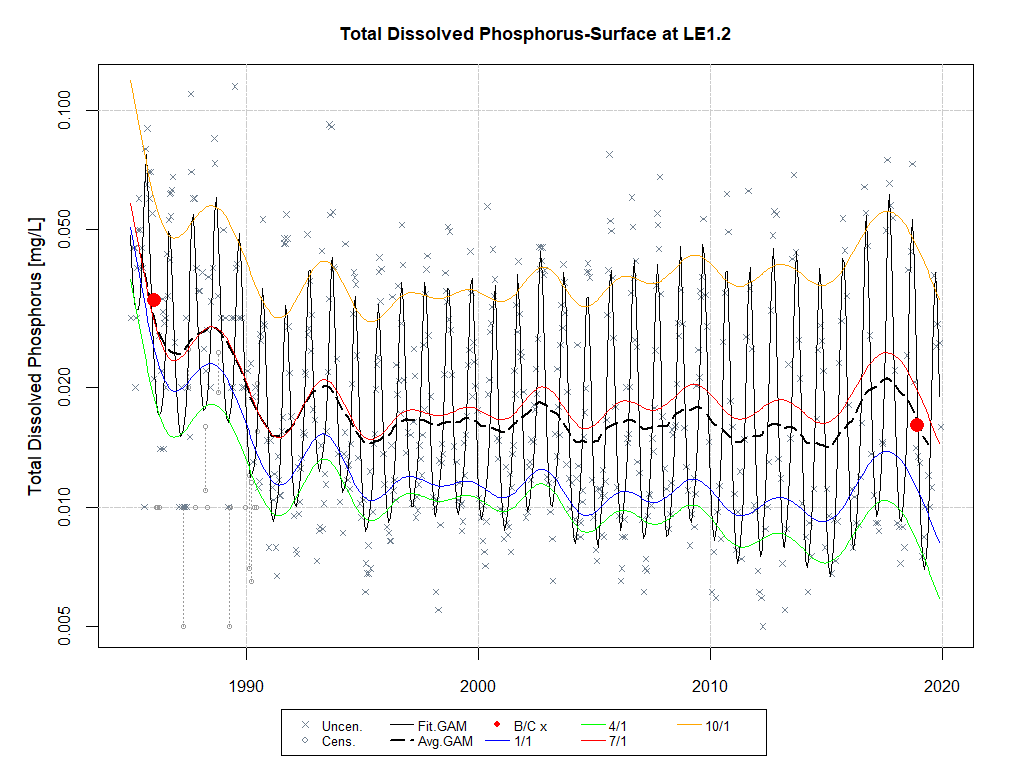 Total Dissolved Phosphorus-Surface at LE1.2
Total Dissolved Phosphorus [mg/L]
0.100
0.050
0.020
0.010
0.005
1990 2000 2010 2020
Uncen. Fit.GAM B/C x 4/1 10/1
Cens. Avg.GAM 1/1 7/1